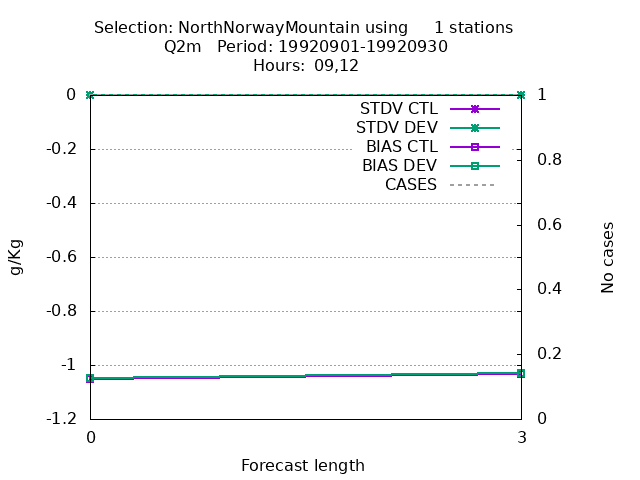 Selection: NorthNorwayMountain using     1 stations
Q2m   Period: 19920901-19920930
Hours:  09,12
STDV CTL
STDV DEV
BIAS CTL
BIAS DEV
CASES
0
-0.2
-0.4
-0.6
-0.8
-1
-1.2
g/Kg
1
0.8
0.6
0.4
0.2
0
No cases
0
3
Forecast length